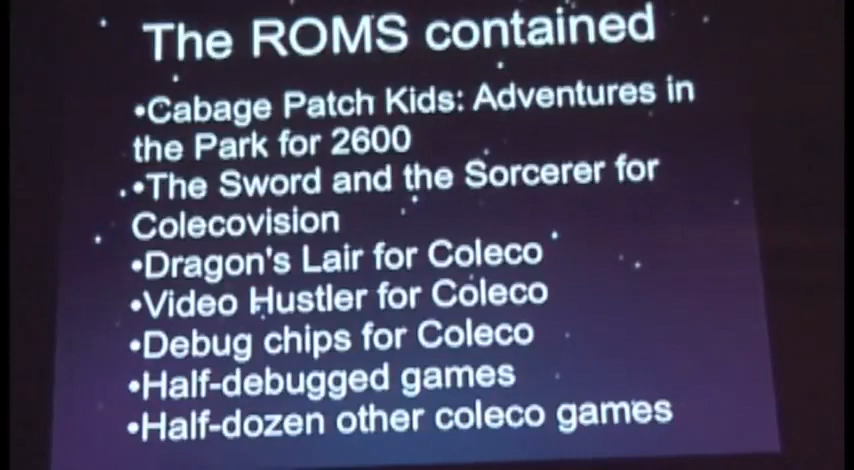 The ROMS contained
•Cabage Patch Kids: Adventures in
the Park for 2600
•The Sword and the Sorcerer for
Colecovision
•Dragon's Lair for Coleco
•Video Hustler for Coleco
•Debug chips for Coleco
•Half-debugged games
•Half-dozen other coleco games